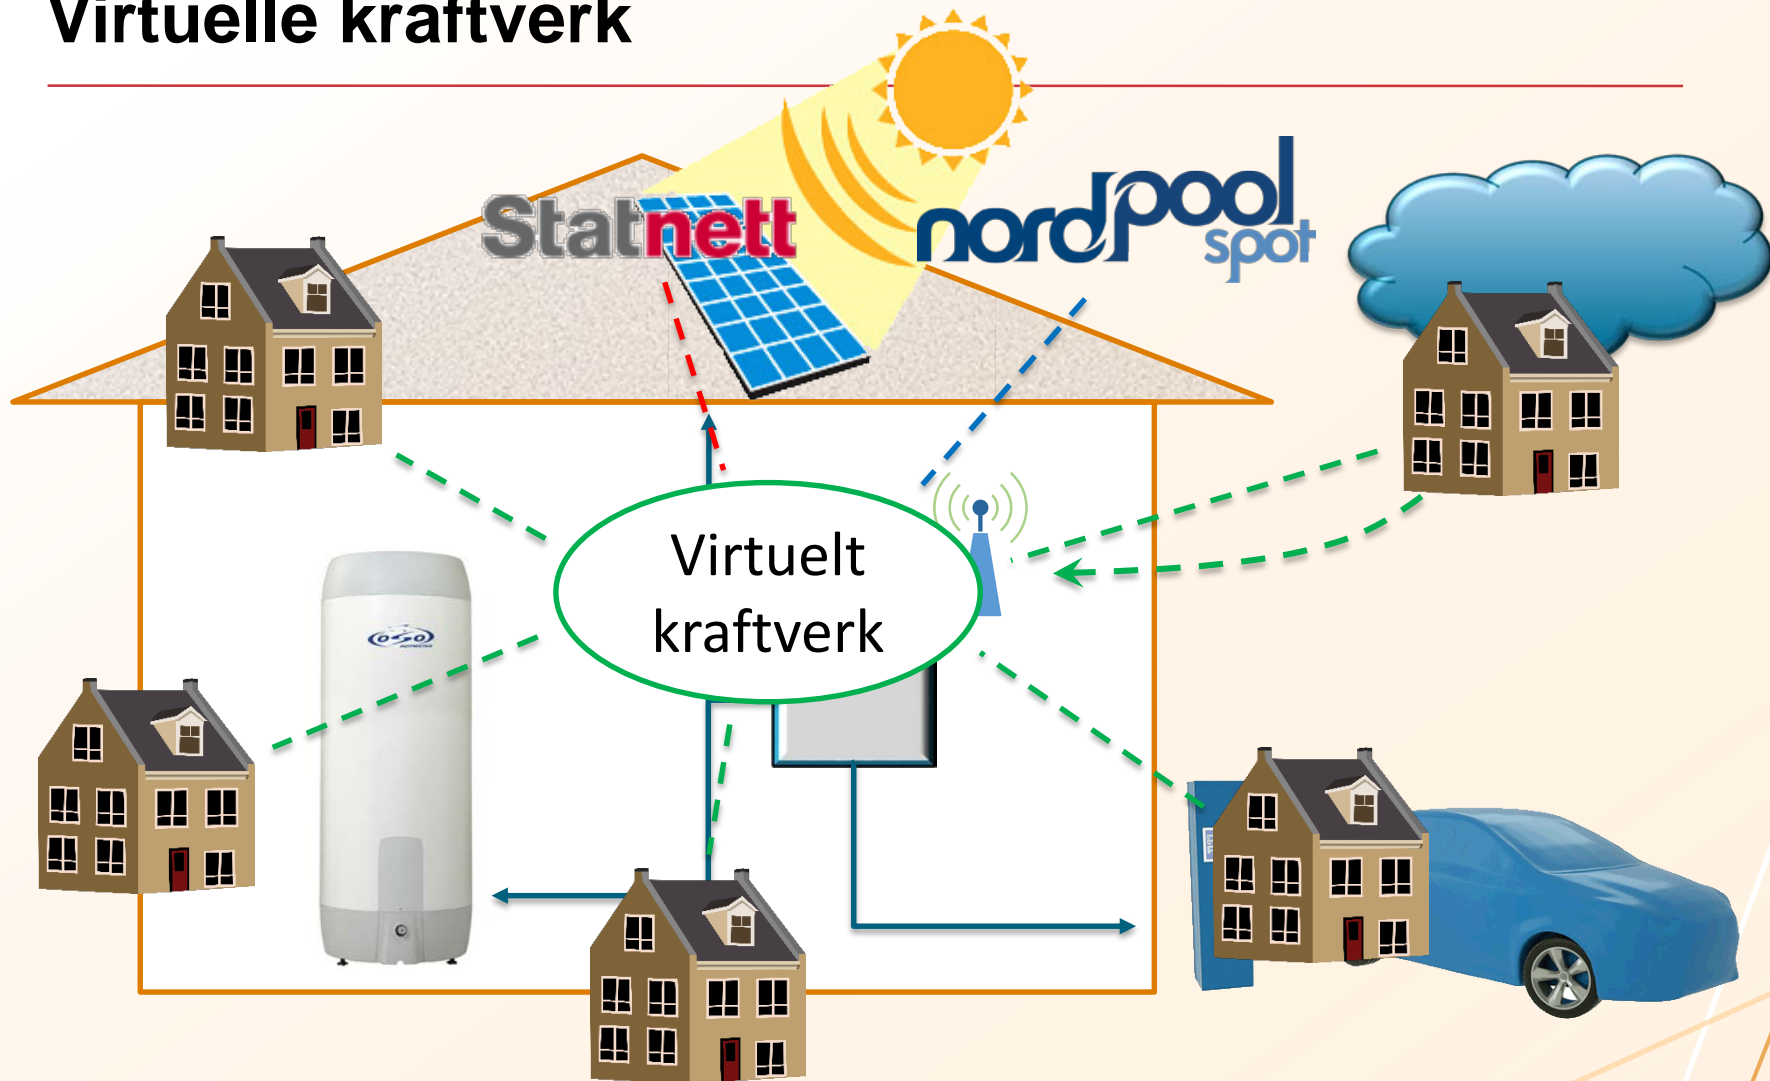 Virtuelle kraftverk
Statnett
nordpool
spot
Virtuelt
kraftverk
OSO